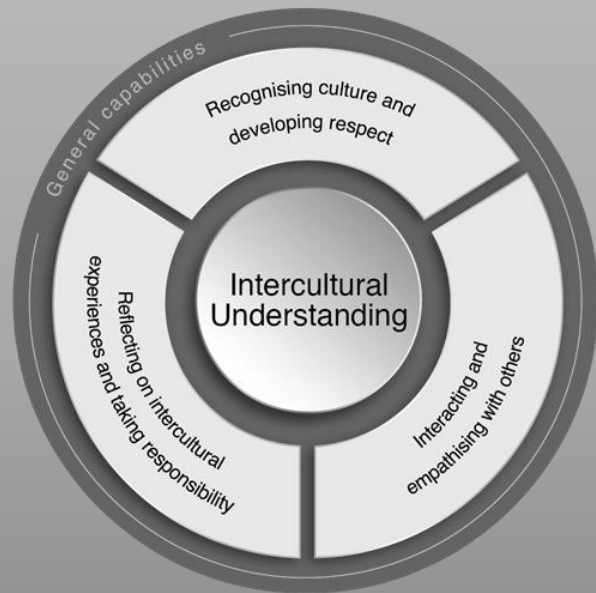 General capabilities
Recognising culture and
developing respect
Intercultural
Understanding
Interacting and
empathising with others
Reflecting on intercultural
experiences and taking responsibility